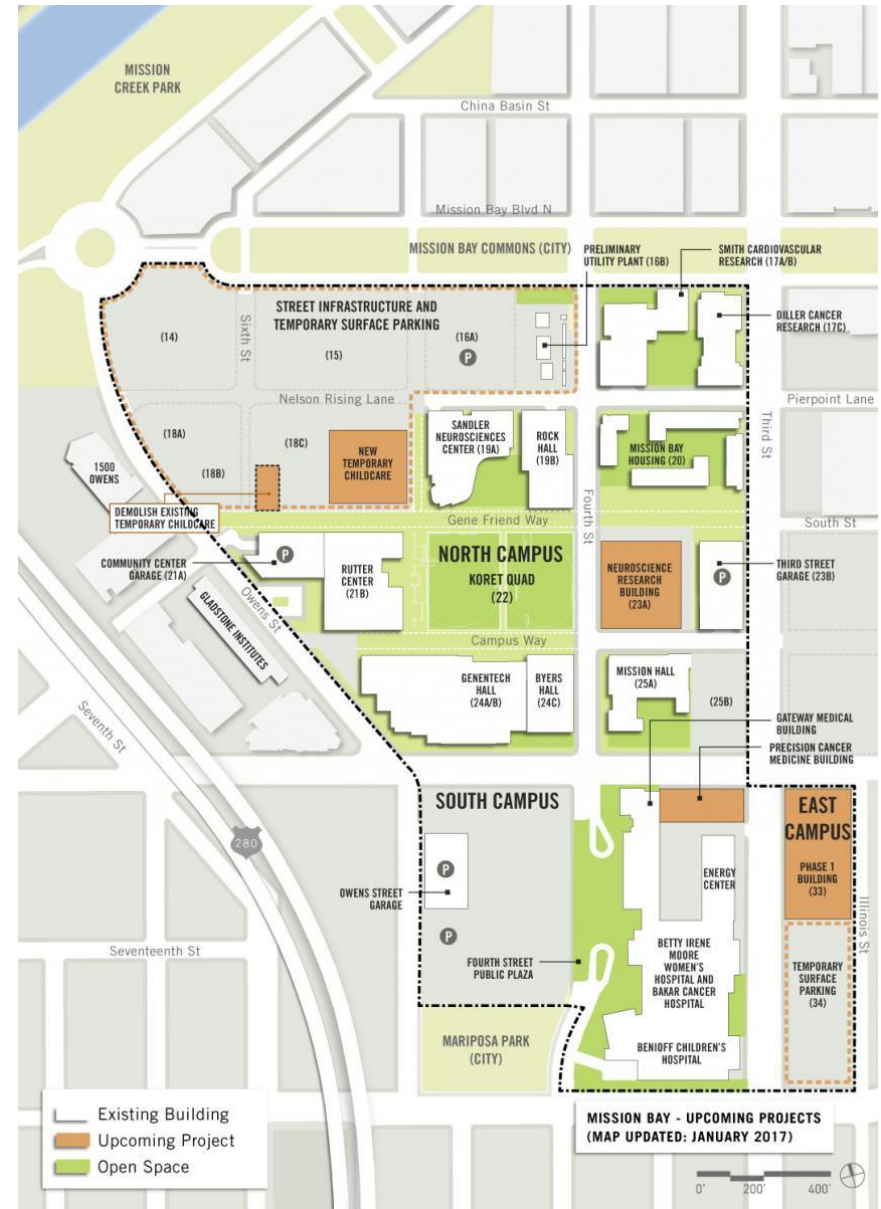 MISSION
CREEK PARK
China Basin St
Mission Bay Blvd N
MISSION BAY COMMONS (CITY)
PRELIMINARY
UTILITY PLANT (16B)
SMITH CARDIOVASCULAR
RESEARCH (17A/B)
STREET INFRASTRUCTURE AND
TEMPORARY SURFACE PARKING
DILLER CANCER
RESEARCH (17C)
(14)
Sixth St
(15)
(16A)
P
Nelson Rising Lane
Pierpoint Lane
Third St
(18A)
(18B)
(18C)
NEW
TEMPORARY
CHILDCARE
SANDLER
NEUROSCIENCES
CENTER (19A)
ROCK
HALL
(19B)
MISSION BAY
HOUSING (20)
1500
OWENS
Fourth St
DEMOLISH EXISTING
TEMPORARY CHILDCARE
Gene Friend Way
South St
COMMUNITY CENTER
GARAGE (21A)
P
RUTTER
CENTER
(21B)
NORTH CAMPUS
KORET QUAD
(22)
NEUROSCIENCE
RESEARCH
BUILDING
(23A)
P
THIRD STREET
GARAGE (23B)
Owens St
GLADSTONE INSTITUTES
Campus Way
GENENTECH
HALL
(24A/B)
BYERS
HALL
(24C)
MISSION HALL
(25A)
(25B)
Seventh St
GATEWAY MEDICAL
BUILDING
PRECISION CANCER
MEDICINE BUILDING
SOUTH CAMPUS
EAST
CAMPUS
PHASE 1
BUILDING
(33)
280
P
OWENS STREET
GARAGE
P
ENERGY
CENTER
Illinois St
Seventeenth St
FOURTH STREET
PUBLIC PLAZA
BETTY IRENE
MOORE
WOMEN'S
HOSPITAL AND
BAKAR CANCER
HOSPITAL
TEMPORARY
SURFACE
PARKING
(34)
MARIPOSA PARK
(CITY)
BENIOFF CHILDREN'S
HOSPITAL
Existing Building
Upcoming Project
Open Space
MISSION BAY - UPCOMING PROJECTS
(MAP UPDATED: JANUARY 2017)
0' 200' 400'